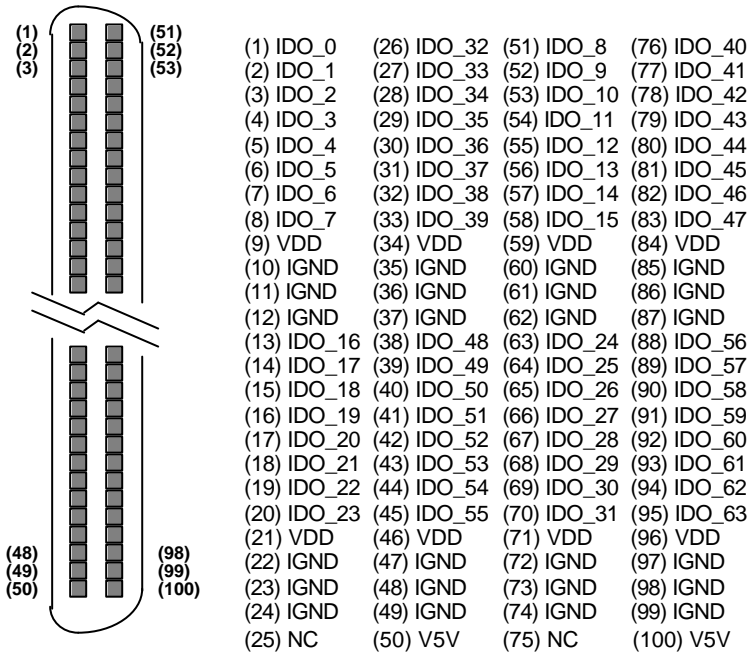 (1) (51)
(2) (52)
(3) (53)
(48) (98)
(49) (99)
(50) (100)
(1) IDO_0 (26) IDO_32 (51) IDO_8 (76) IDO_40
(2) IDO_1 (27) IDO_33 (52) IDO_9 (77) IDO_41
(3) IDO_2 (28) IDO_34 (53) IDO_10 (78) IDO_42
(4) IDO_3 (29) IDO_35 (54) IDO_11 (79) IDO_43
(5) IDO_4 (30) IDO_36 (55) IDO_12 (80) IDO_44
(6) IDO_5 (31) IDO_37 (56) IDO_13 (81) IDO_45
(7) IDO_6 (32) IDO_38 (57) IDO_14 (82) IDO_46
(8) IDO_7 (33) IDO_39 (58) IDO_15 (83) IDO_47
(9) VDD (34) VDD (59) VDD (84) VDD
(10) IGND (35) IGND (60) IGND (85) IGND
(11) IGND (36) IGND (61) IGND (86) IGND
(12) IGND (37) IGND (62) IGND (87) IGND
(13) IDO_16 (38) IDO_48 (63) IDO_24 (88) IDO_56
(14) IDO_17 (39) IDO_49 (64) IDO_25 (89) IDO_57
(15) IDO_18 (40) IDO_50 (65) IDO_26 (90) IDO_58
(16) IDO_19 (41) IDO_51 (66) IDO_27 (91) IDO_59
(17) IDO_20 (42) IDO_52 (67) IDO_28 (92) IDO_60
(18) IDO_21 (43) IDO_53 (68) IDO_29 (93) IDO_61
(19) IDO_22 (44) IDO_54 (69) IDO_30 (94) IDO_62
(20) IDO_23 (45) IDO_55 (70) IDO_31 (95) IDO_63
(21) VDD (46) VDD (71) VDD (96) VDD
(22) IGND (47) IGND (72) IGND (97) IGND
(23) IGND (48) IGND (73) IGND (98) IGND
(24) IGND (49) IGND (74) IGND (99) IGND
(25) NC (50) V5V (75) NC (100) V5V